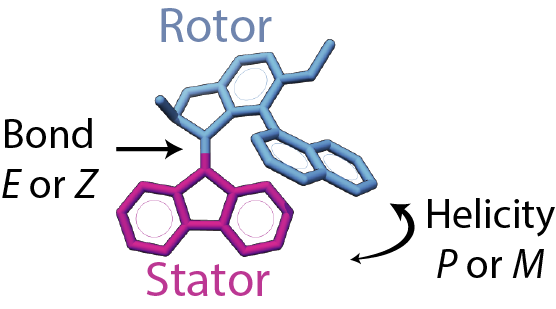 Rotor
Bond
E or Z
Helicity
P or M
Stator